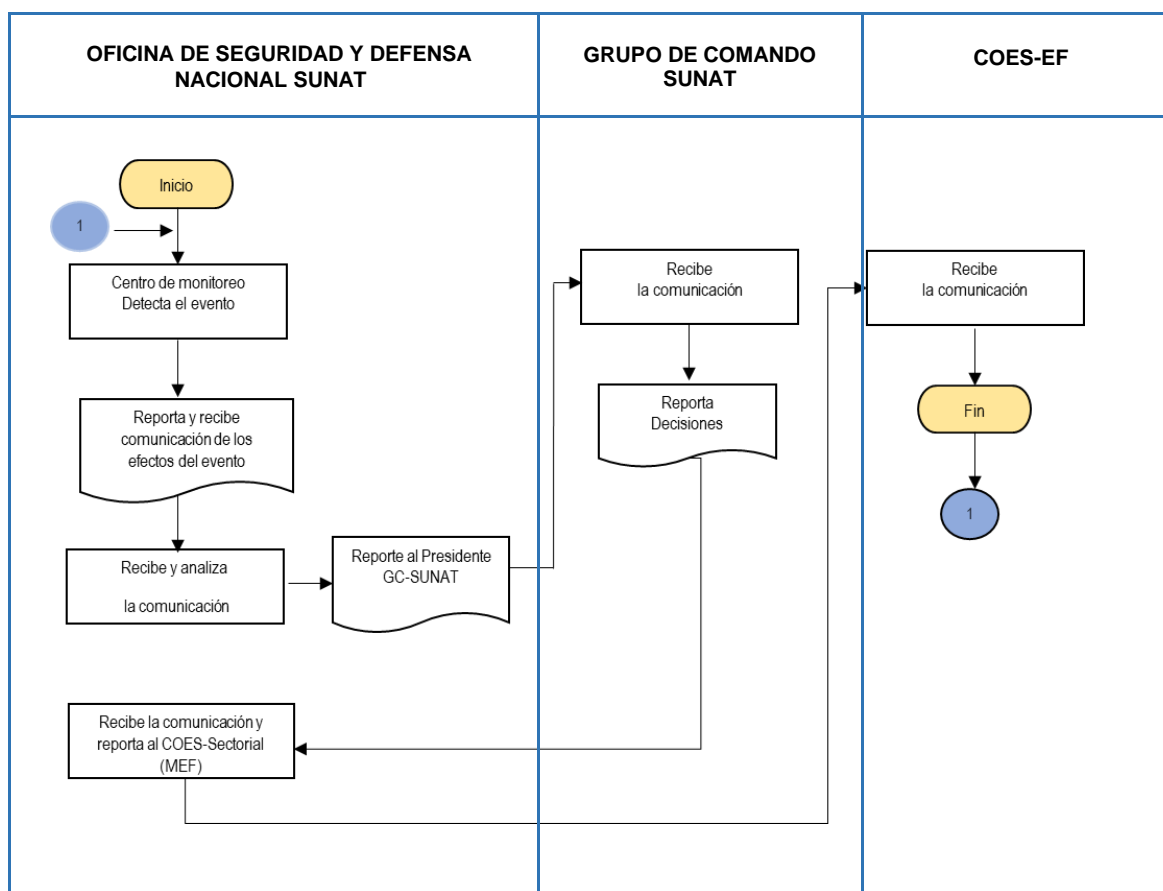 OFICINA DE SEGURIDAD Y DEFENSA
NACIONAL SUNAT
GRUPO DE COMANDO
SUNAT
COES-EF
Inicio
1
Centro de monitoreo
Detecta el evento
Reporta y recibe
comunicación de los
efectos del evento
Recibe y analiza
la comunicación
Reporte al Presidente
GC-SUNAT
Recibe la comunicación y
reporta al COES-Sectorial
(MEF)
Recibe
la comunicación
Reporta
Decisiones
Recibe
la comunicación
Fin
1